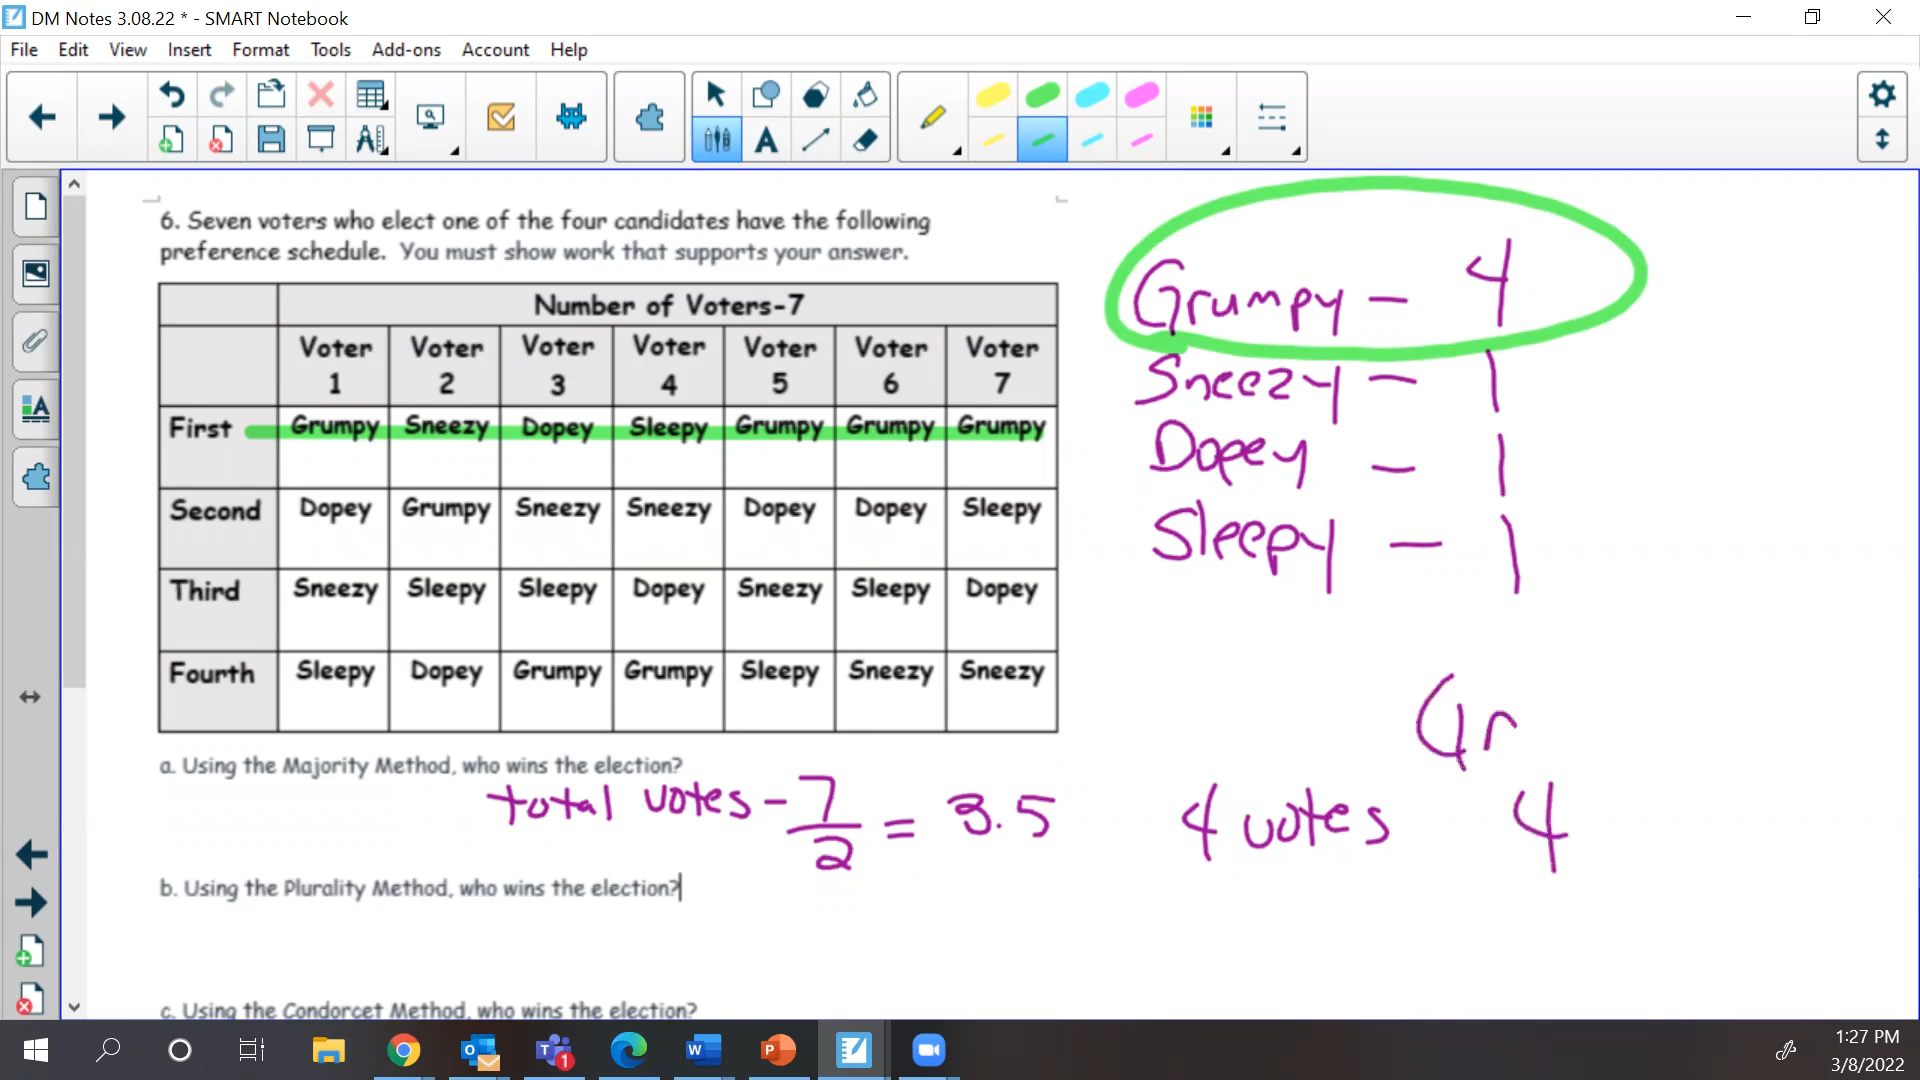 DM Notes 3.08.22 * - SMART Notebook
File Edit View Insert Format Tools Add-ons Account Help
6. Seven voters who elect one of the four candidates have the following
preference schedule. You must show work that supports your answer.
Number of Voters-7
Voter 1 Voter 2 Voter 3 Voter 4 Voter 5 Voter 6 Voter 7
First Grumpy Sneezy Dopey Sleepy Grumpy Grumpy Grumpy
Second Dopey Grumpy Sneezy Sneezy Dopey Dopey Sleepy
Third Sneezy Sleepy Sleepy Dopey Sneezy Sleepy Dopey
Fourth Sleepy Dopey Grumpy Grumpy Sleepy Sneezy Sneezy
Grumpy - 4
Sneezy - 1
Dopey - 1
Sleepy - 1
Gr
a. Using the Majority Method, who wins the election?
total votes - 7/2 = 3.5 4 votes 4
b. Using the Plurality Method, who wins the election?
c. Using the Condorcet Method, who wins the election?
1:27 PM
3/8/2022